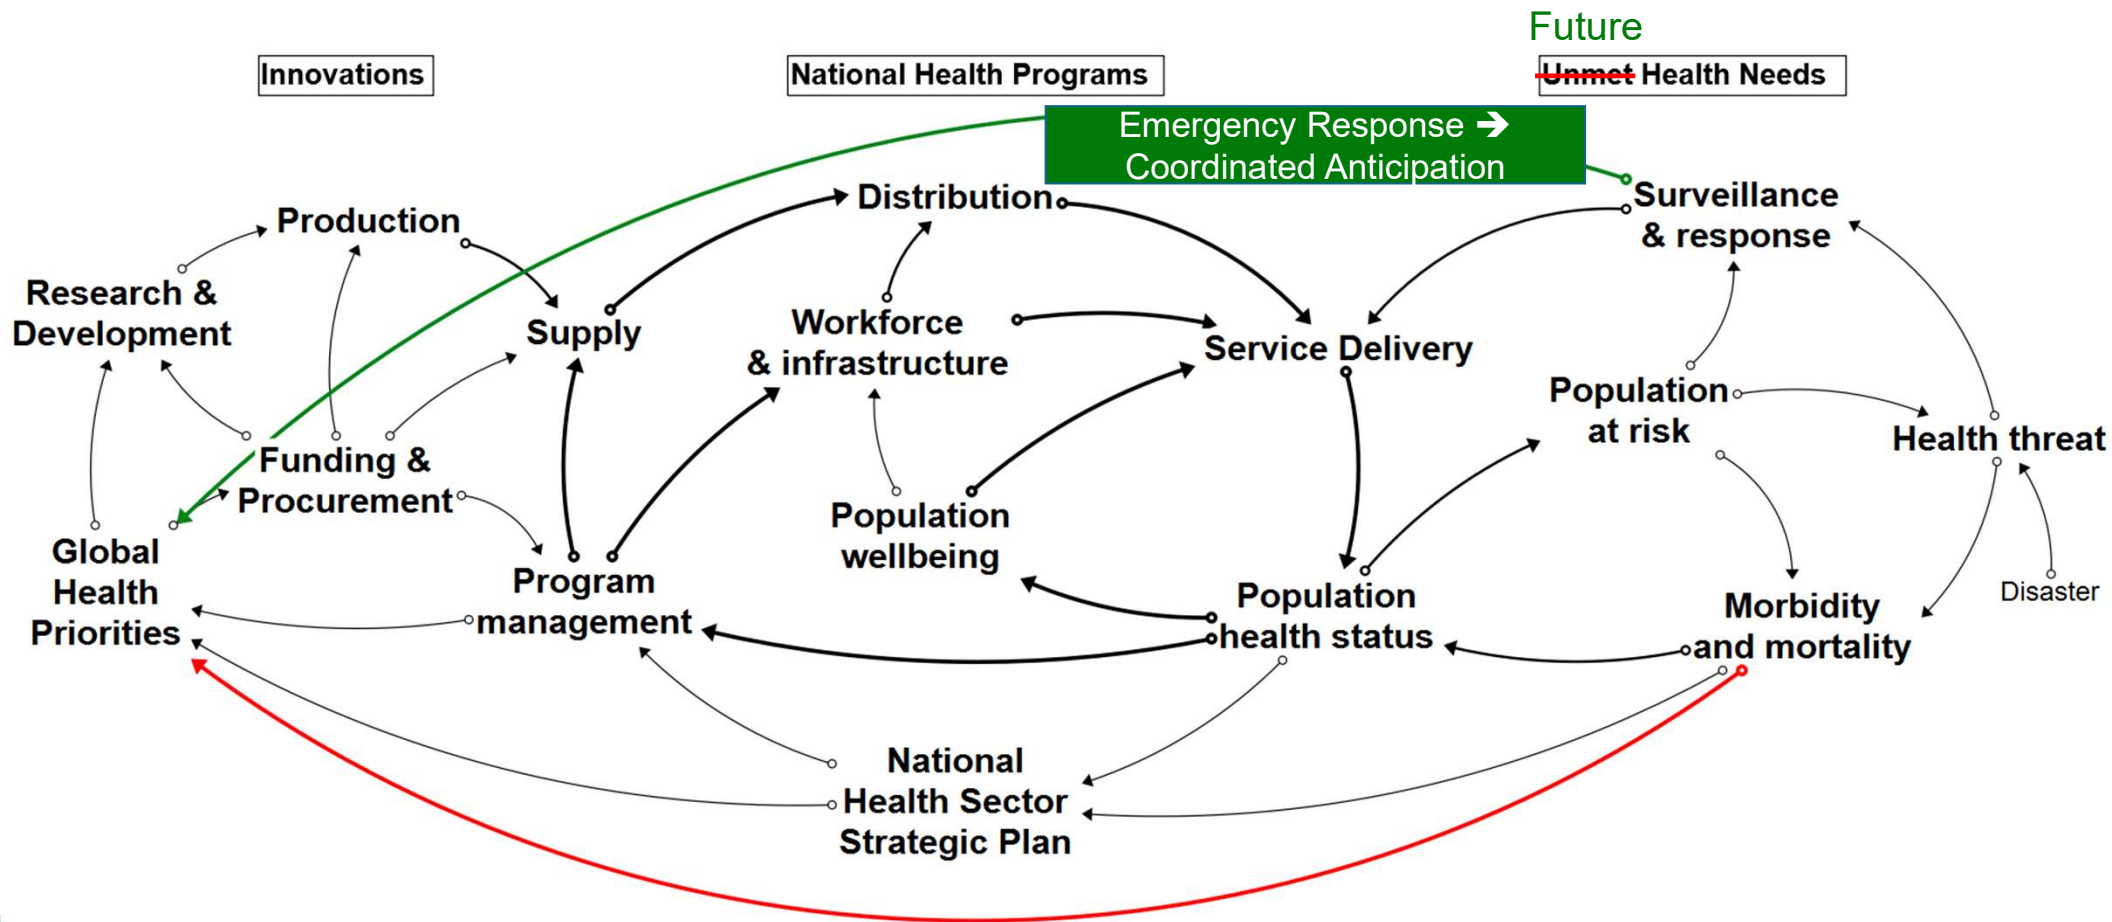 Future
Innovations
National Health Programs
Unmet Health Needs
Emergency Response ➔
Coordinated Anticipation
Distribution
Surveillance
& response
Production
Research &
Development
Supply
Workforce
& infrastructure
Service Delivery
Population
at risk
Health threat
Funding &
Procurement
Population
wellbeing
Global
Health
Priorities
Program
management
Population
health status
Morbidity
and mortality
Disaster
National
Health Sector
Strategic Plan